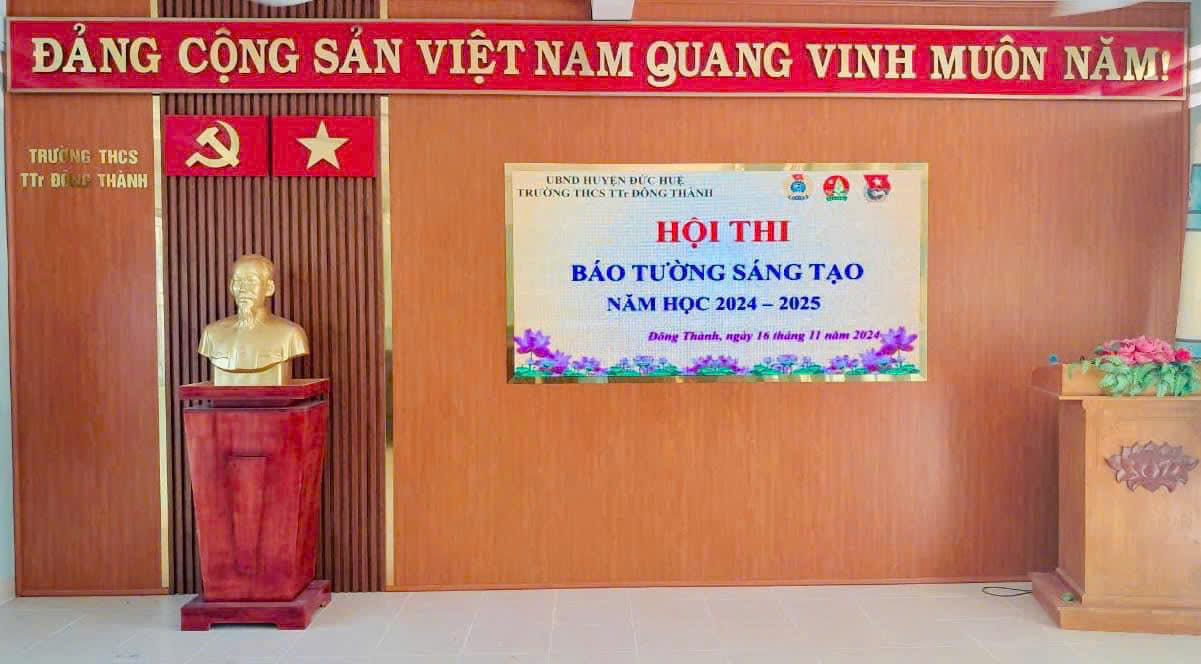 ĐẢNG CỘNG SẢN VIỆT NAM QUANG VINH MUÔN NĂM!
TRƯỜNG THCS
TTr ĐÔNG THÀNH
UBND HUYỆN ĐỨC HUỆ
TRƯỜNG THCS TTr ĐÔNG THÀNH
HỘI THI
BÁO TƯỜNG SÁNG TẠO
NĂM HỌC 2024 – 2025
Đông Thành, ngày 16 tháng 11 năm 2024